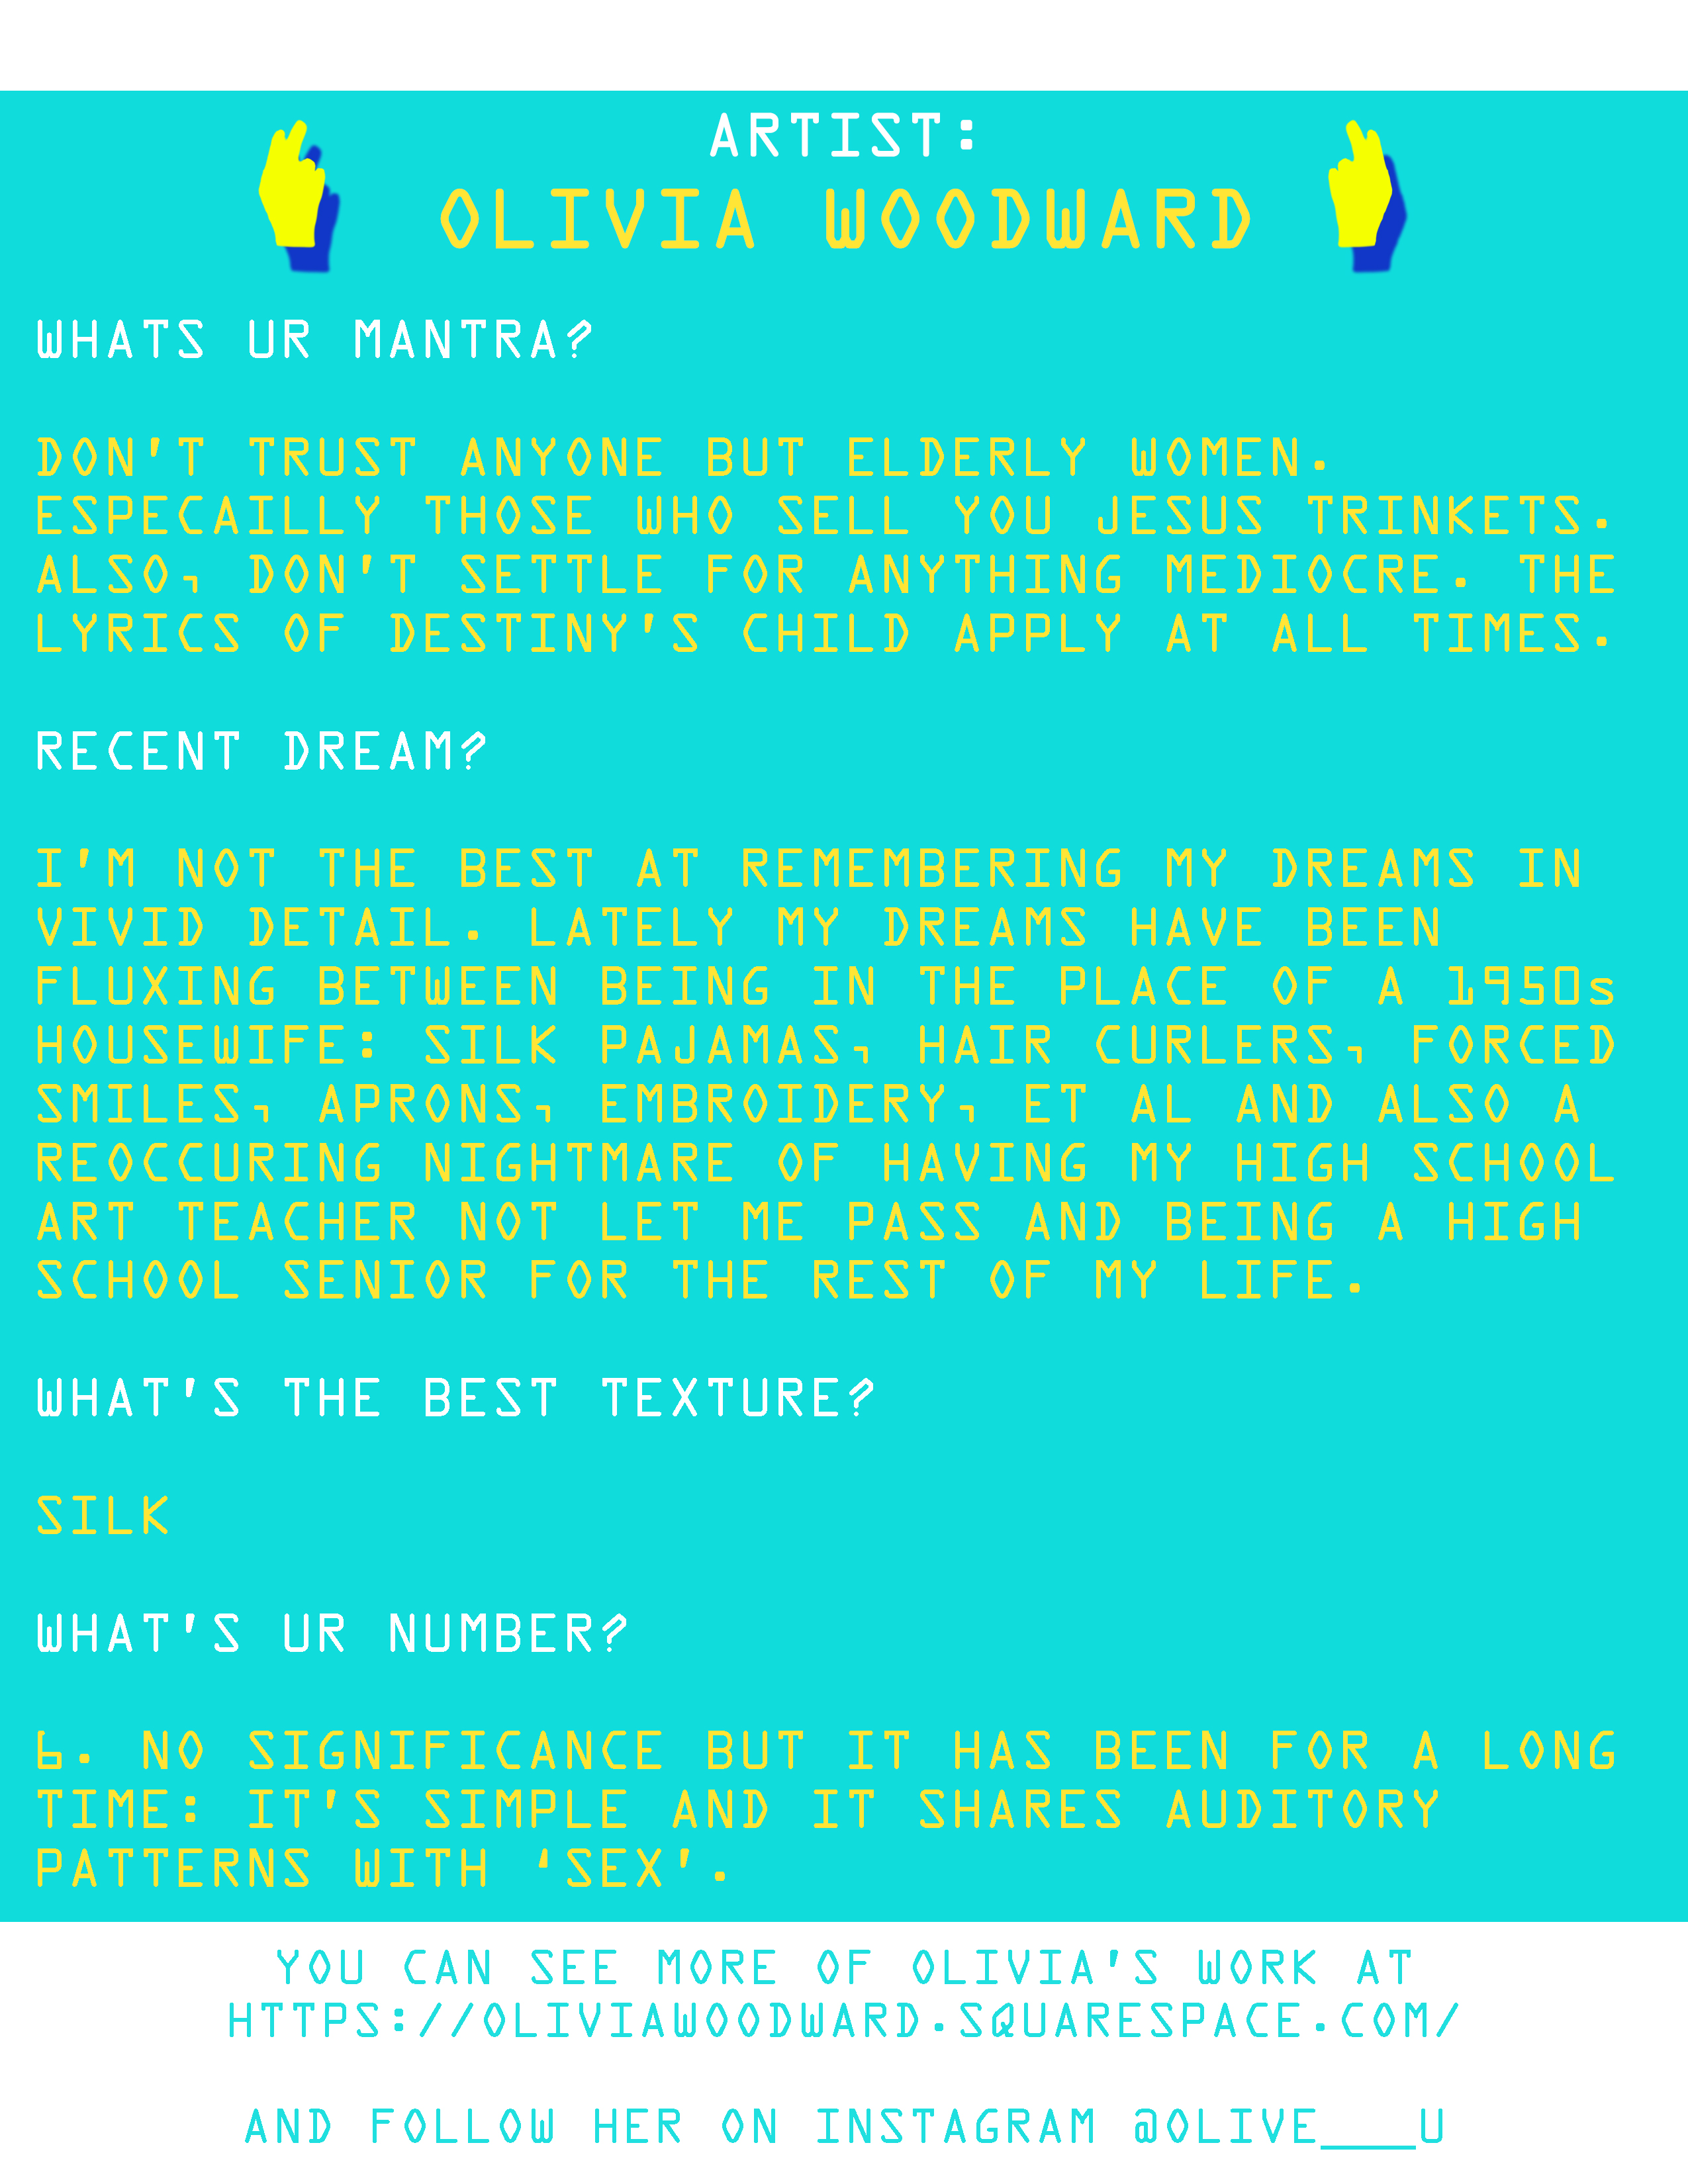 ARTIST:
OLIVIA WOODWARD
WHATS UR MANTRA?
DON'T TRUST ANYONE BUT ELDERLY WOMEN.
ESPECAILLY THOSE WHO SELL YOU JESUS TRINKETS.
ALSO, DON'T SETTLE FOR ANYTHING MEDIOCRE. THE
LYRICS OF DESTINY'S CHILD APPLY AT ALL TIMES.
RECENT DREAM?
I'M NOT THE BEST AT REMEMBERING MY DREAMS IN
VIVID DETAIL. LATELY MY DREAMS HAVE BEEN
FLUXING BETWEEN BEING IN THE PLACE OF A 1950s
HOUSEWIFE: SILK PAJAMAS, HAIR CURLERS, FORCED
SMILES, APRONS, EMBROIDERY, ET AL AND ALSO A
REOCCURING NIGHTMARE OF HAVING MY HIGH SCHOOL
ART TEACHER NOT LET ME PASS AND BEING A HIGH
SCHOOL SENIOR FOR THE REST OF MY LIFE.
WHAT'S THE BEST TEXTURE?
SILK
WHAT'S UR NUMBER?
6. NO SIGNIFICANCE BUT IT HAS BEEN FOR A LONG
TIME: IT'S SIMPLE AND IT SHARES AUDITORY
PATTERNS WITH 'SEX'.
YOU CAN SEE MORE OF OLIVIA'S WORK AT
HTTPS://OLIVIAWOODWARD.SQUARESPACE.COM/
AND FOLLOW HER ON INSTAGRAM @OLIVE___U